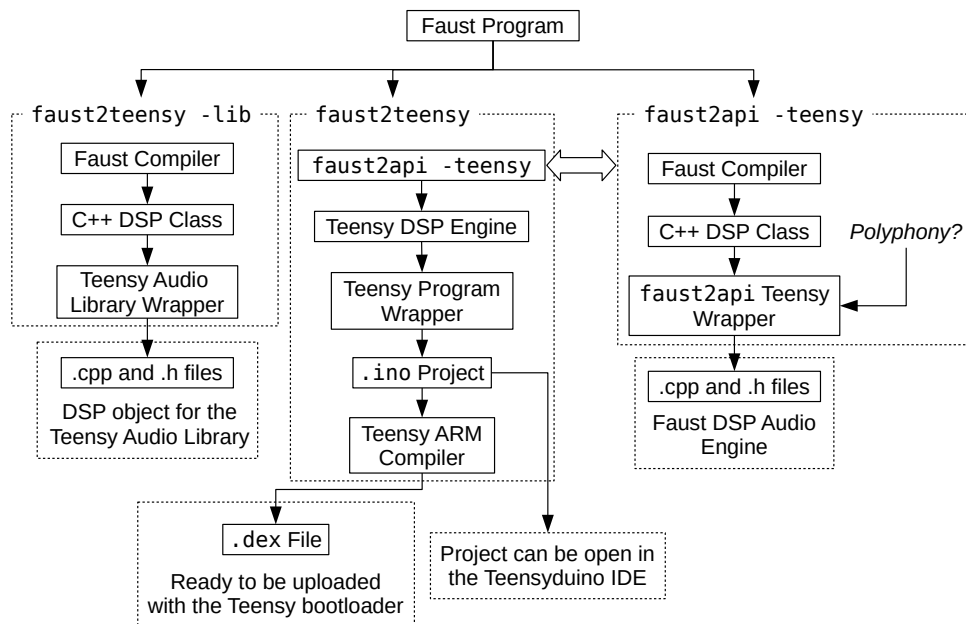 Faust Program
faust2teensy -lib
Faust Compiler
C++ DSP Class
Teensy Audio
Library Wrapper
.cpp and .h files
DSP object for the
Teensy Audio Library
faust2teensy
faust2api -teensy
Teensy DSP Engine
Teensy Program
Wrapper
.ino Project
Teensy ARM
Compiler
.dex File
Ready to be uploaded
with the Teensy bootloader
Project can be open in
the Teensyduino IDE
faust2api -teensy
Faust Compiler
C++ DSP Class
Polyphony?
faust2api Teensy
Wrapper
.cpp and .h files
Faust DSP Audio
Engine